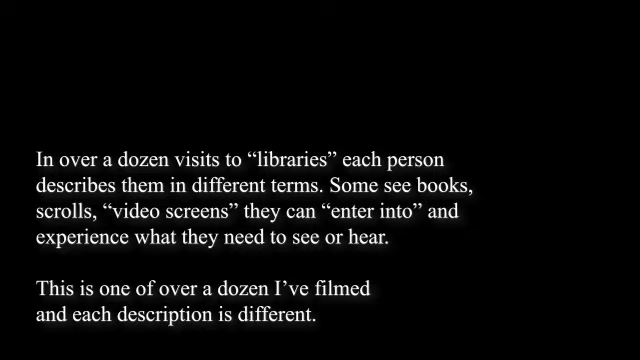 In over a dozen visits to “libraries” each person
describes them in different terms. Some see books,
scrolls, “video screens” they can “enter into” and
experience what they need to see or hear.
This is one of over a dozen I’ve filmed
and each description is different.